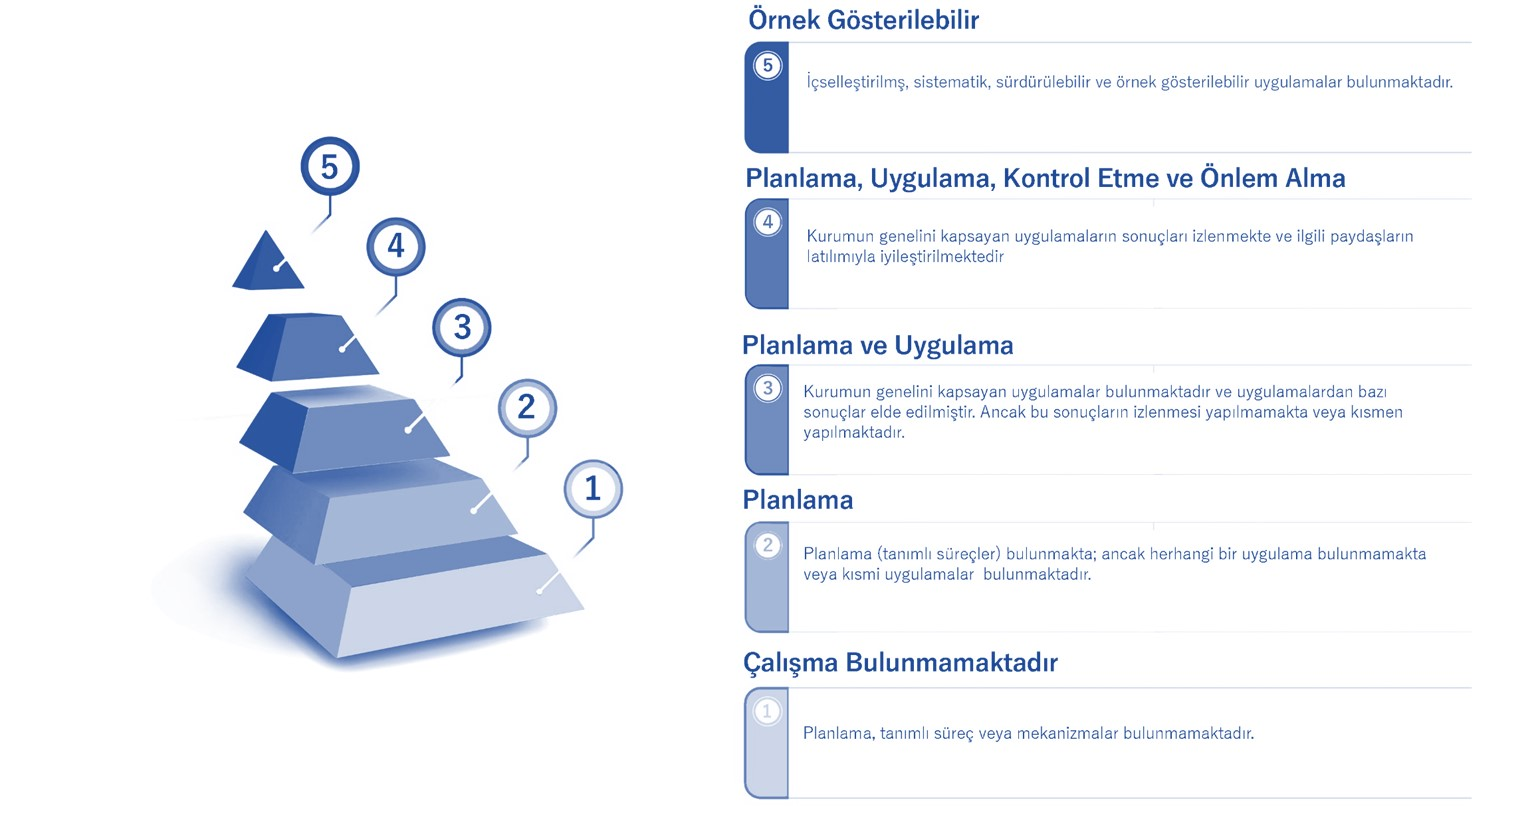 5
4
3
2
1
Örnek Gösterilebilir
5
İçselleştirilmş, sistematik, sürdürülebilir ve örnek gösterilebilir uygulamalar bulunmaktadır.
Planlama, Uygulama, Kontrol Etme ve Önlem Alma
4
Kurumun genelini kapsayan uygulamaların sonuçları izlenmekte ve ilgili paydaşların
latılımıyla iyileştirilmektedir
Planlama ve Uygulama
3
Kurumun genelini kapsayan uygulamalar bulunmaktadır ve uygulamalardan bazı
sonuçlar elde edilmiştir. Ancak bu sonuçların izlenmesi yapılmamakta veya kısmen
yapılmaktadır.
Planlama
2
Planlama (tanımlı süreçler) bulunmakta; ancak herhangi bir uygulama bulunmamakta
veya kısmi uygulamalar  bulunmaktadır.
Çalışma Bulunmamaktadır
1
Planlama, tanımlı süreç veya mekanizmalar bulunmamaktadır.